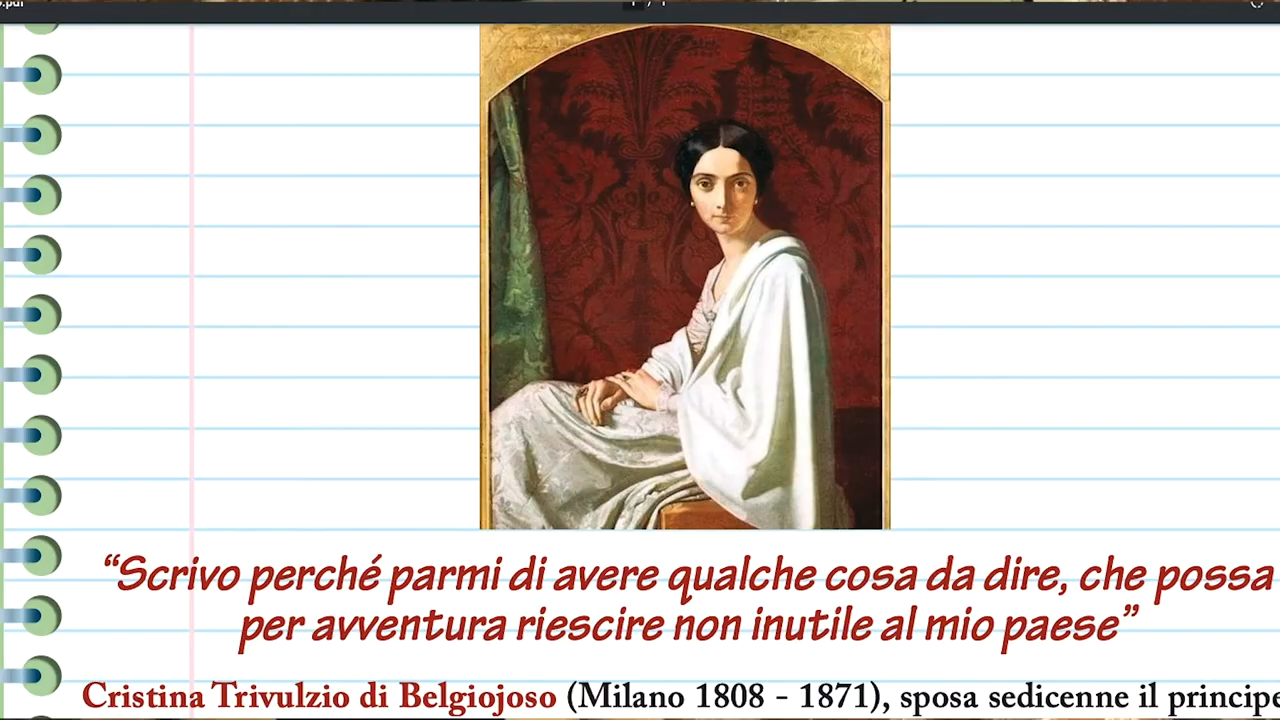 “Scrivo perché parmi di avere qualche cosa da dire, che possa
per avventura riescire non inutile al mio paese”
Cristina Trivulzio di Belgiojoso (Milano 1808 - 1871), sposa sedicenne il principe